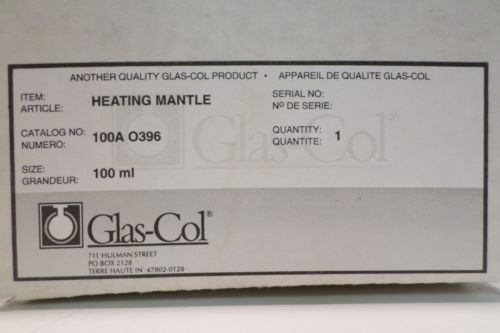 ANOTHER QUALITY GLAS-COL PRODUCT • APPAREIL DE QUALITE GLAS-COL
ITEM:
ARTICLE:
HEATING MANTLE
SERIAL NO:
Nº DE SERIE:
CATALOG NO:
NUMERO:
100A O396
QUANTITY:
QUANTITE:
1
Glas-Col
SIZE:
GRANDEUR:
100 ml
Glas-Col®
711 HULMAN STREET
PO BOX 2128
TERRE HAUTE IN 47802-0128